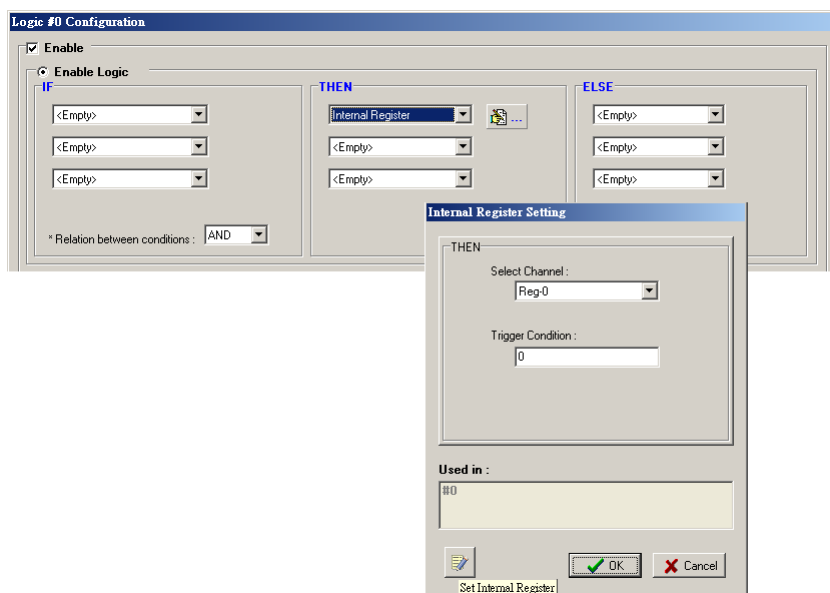 Logic #0 Configuration
Enable
Enable Logic
IF
<Empty>
<Empty>
<Empty>
* Relation between conditions : AND
THEN
Internal Register
...
<Empty>
<Empty>
ELSE
<Empty>
<Empty>
<Empty>
Internal Register Setting
THEN
Select Channel :
Reg-0
Trigger Condition :
0
Used in :
#0
OK
Cancel
Set Internal Register